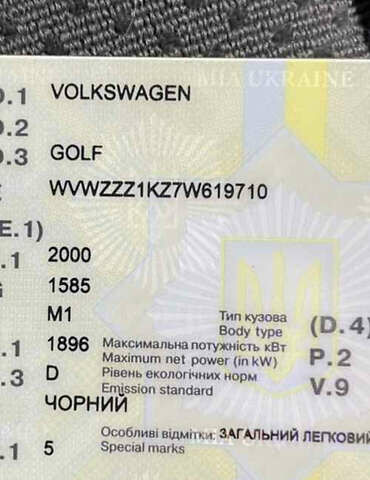 MIA UKRAINE
D.1 VOLKSWAGEN
D.2
D.3 GOLF
E WVWZZZ1KZ7W619710
(E.1)
.1 2000
G 1585
M1 Тип кузова (D.4)
Body type
.1 1896 Максимальна потужність кВт P.2
Maximum net power (in kW)
.3 D Рівень екологічних норм V.9
Emission standard
ЧОРНИЙ
Особливі відмітки: ЗАГАЛЬНИЙ ЛЕГКОВИЙ
.1 5 Special marks